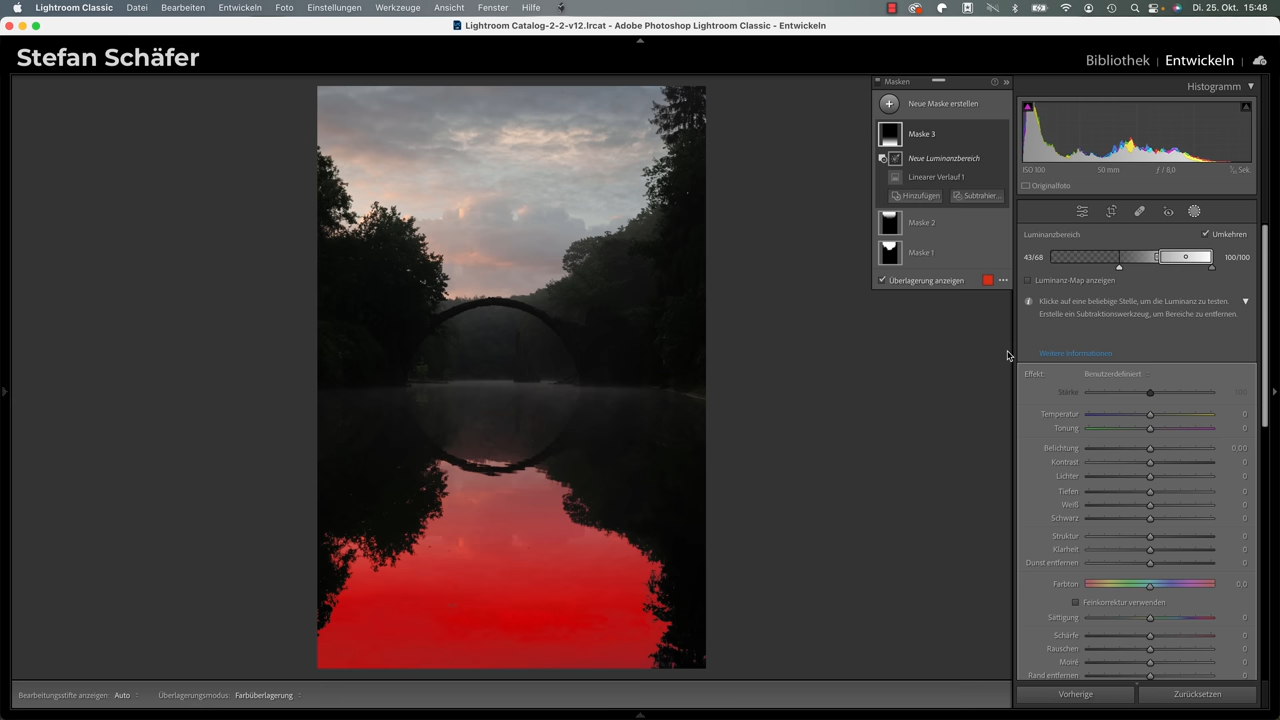 Lightroom Classic Datei Bearbeiten Entwickeln Foto Einstellungen Werkzeuge Ansicht Fenster Hilfe Di. 25. Okt. 15:48
Lightroom Catalog-2-2-v12.lrcat - Adobe Photoshop Lightroom Classic - Entwickeln
Stefan Schäfer
Bibliothek | Entwickeln |
Masken
Neue Maske erstellen
Maske 3
Neue Luminanzbereich
Linearer Verlauf 1
Hinzufügen Subtrahier...
Maske 2
Maske 1
Überlagerung anzeigen
Histogramm
ISO 100 50 mm ƒ / 8,0 Sek.
Originalfoto
Luminanzbereich Umkehren
43/68 100/100
Luminanz-Map anzeigen
Klicke auf eine beliebige Stelle, um die Luminanz zu testen.
Erstelle ein Subtraktionswerkzeug, um Bereiche zu entfernen.
Weitere Informationen
Effekt: Benutzerdefiniert
Stärke 100
Temperatur 0
Tonung 0
Belichtung 0,00
Kontrast 0
Lichter 0
Tiefen 0
Weiß 0
Schwarz 0
Struktur 0
Klarheit 0
Dunst entfernen 0
Farbton 0,0
Feinkorrektur verwenden
Sättigung 0
Schärfe 0
Rauschen 0
Moiré 0
Rand entfernen 0
Vorherige Zurücksetzen
Bearbeitungsstifte anzeigen: Auto Überlagerungsmodus: Farbüberlagerung